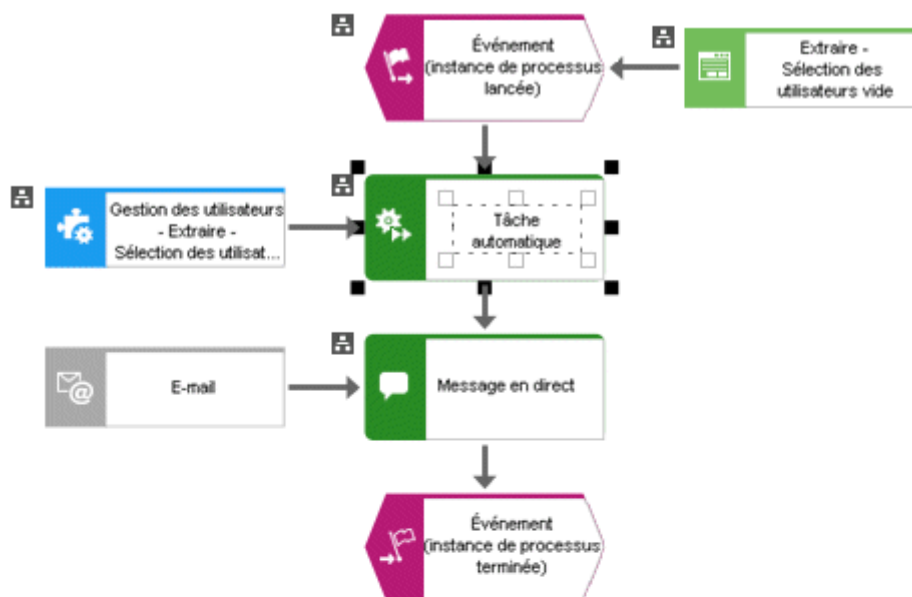 Événement
(instance de processus
lancée)
Extraire -
Sélection des
utilisateurs vide
Gestion des utilisateurs
- Extraire -
Sélection des utilisat...
Tâche
automatique
E-mail
Message en direct
Événement
(instance de processus
terminée)